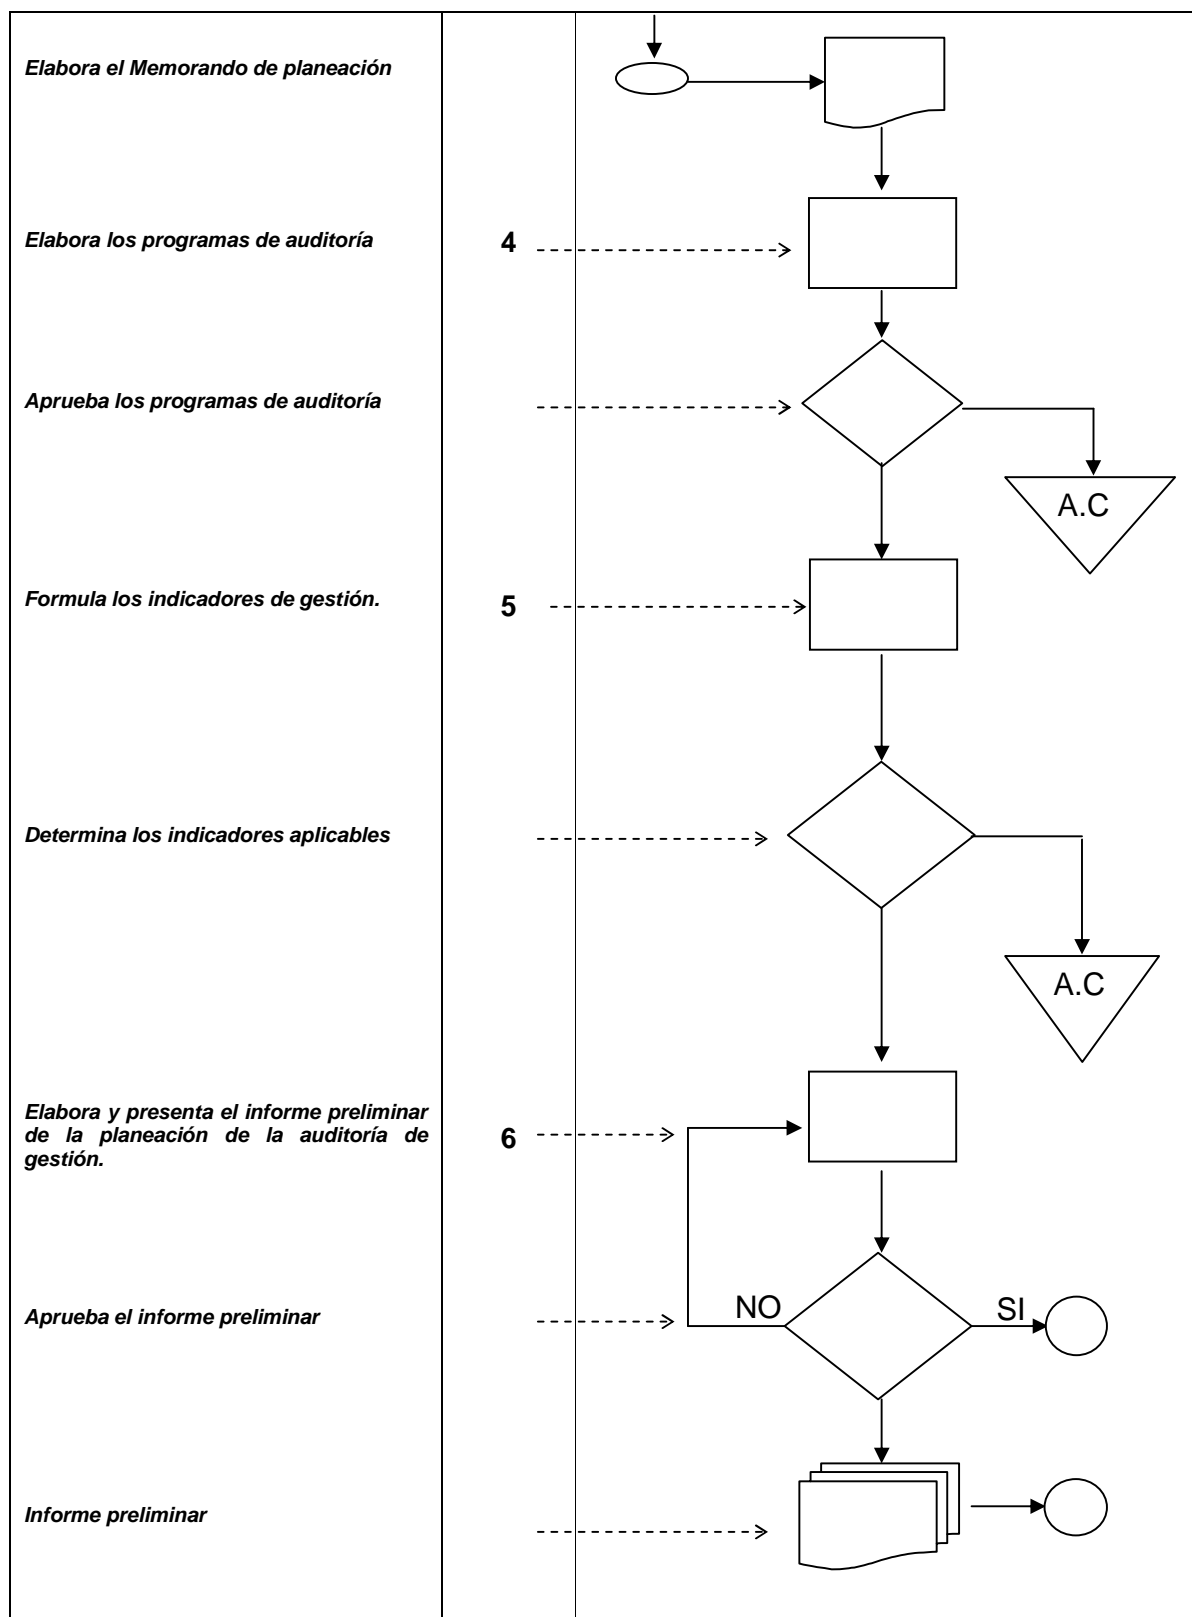 Elabora el Memorando de planeación
Elabora los programas de auditoría
4
Aprueba los programas de auditoría
A.C
Formula los indicadores de gestión.
5
Determina los indicadores aplicables
A.C
Elabora y presenta el informe preliminar
de la planeación de la auditoría de
gestión.
6
Aprueba el informe preliminar
NO
SI
Informe preliminar